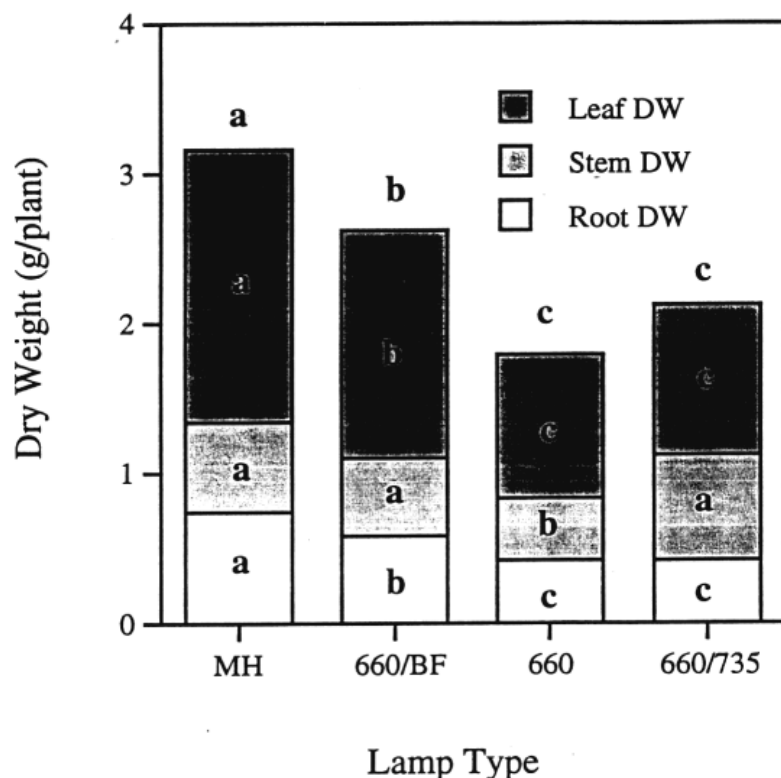 4
3
2
1
0
Dry Weight (g/plant)
Leaf DW
Stem DW
Root DW
a
a
a
a
b
b
a
b
c
c
b
c
c
c
a
c
MH 660/BF 660 660/735
Lamp Type